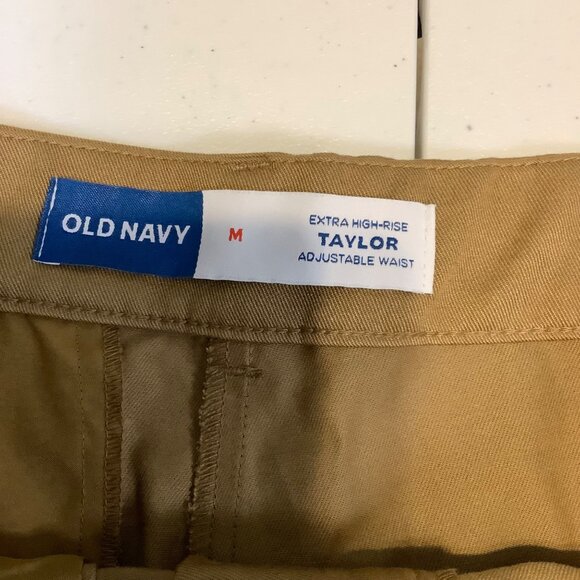 OLD NAVY
M
EXTRA HIGH-RISE
TAYLOR
ADJUSTABLE WAIST